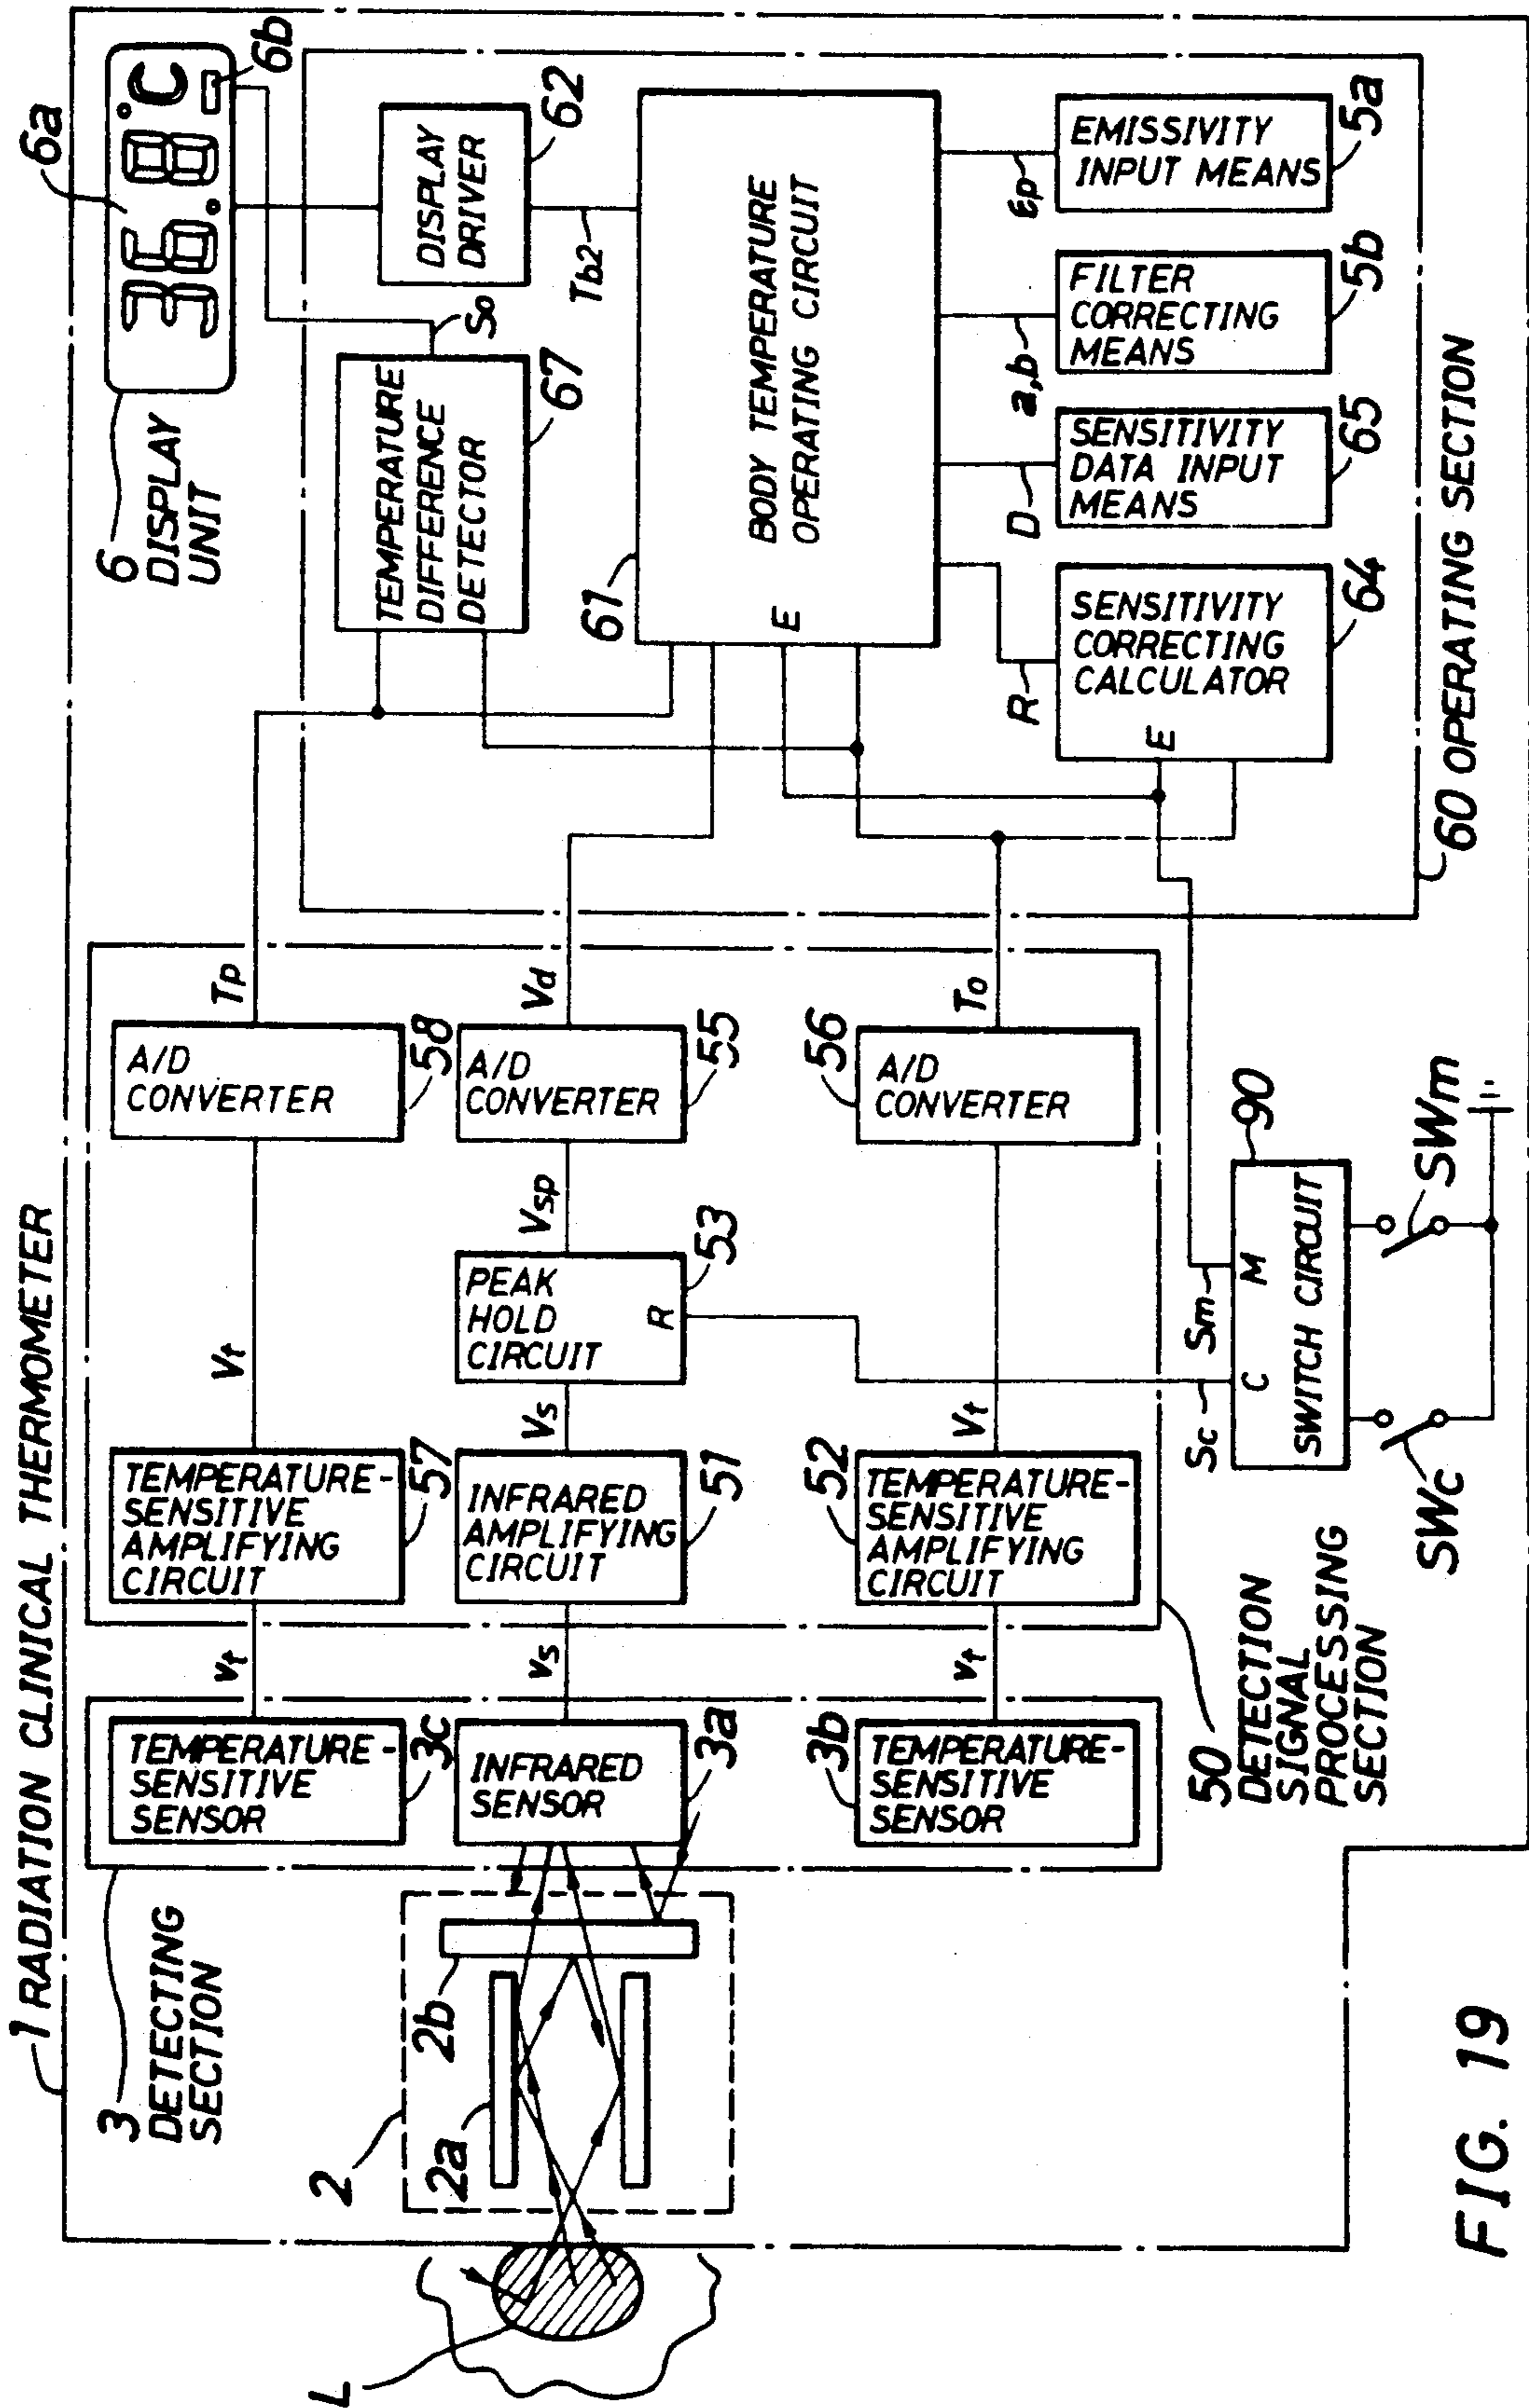 1 RADIATION CLINICAL THERMOMETER
3
DETECTING
SECTION
TEMPERATURE-
SENSITIVE
SENSOR
3c
vt
TEMPERATURE-
SENSITIVE
AMPLIFYING
CIRCUIT
57
Vt
A/D
CONVERTER
58
Tp
6
DISPLAY
UNIT
36.8°C
6a
6b
TEMPERATURE
DIFFERENCE
DETECTOR
67
So
DISPLAY
DRIVER
62
Tb2
L
2
2a
2b
INFRARED
SENSOR
3a
vs
INFRARED
AMPLIFYING
CIRCUIT
51
Vs
PEAK
HOLD
CIRCUIT
R
53
Vsp
A/D
CONVERTER
55
Vd
61
E
BODY TEMPERATURE
OPERATING CIRCUIT
3b
TEMPERATURE-
SENSITIVE
SENSOR
vt
52
TEMPERATURE-
SENSITIVE
AMPLIFYING
CIRCUIT
Vt
56
A/D
CONVERTER
To
R
D
a,b
Ep
E
SENSITIVITY
CORRECTING
CALCULATOR
64
SENSITIVITY
DATA INPUT
MEANS
65
FILTER
CORRECTING
MEANS
5b
EMISSIVITY
INPUT MEANS
5a
50
DETECTION
SIGNAL
PROCESSING
SECTION
Sc
Sm
90
C M
SWITCH CIRCUIT
SWc
SWm
60 OPERATING SECTION
FIG. 19